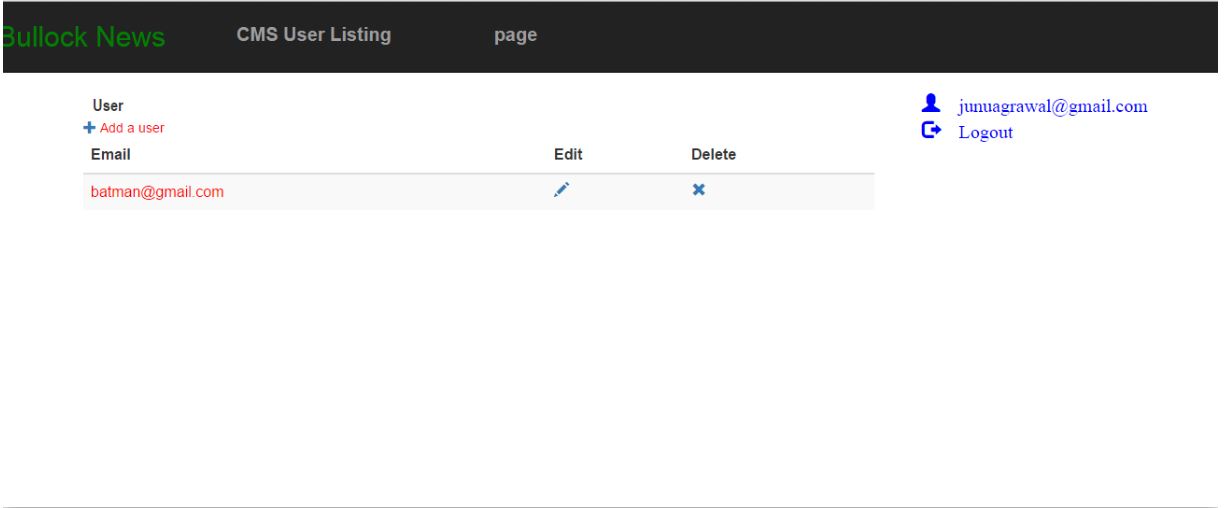 Bullock News CMS User Listing page
User
Add a user
Email Edit Delete
batman@gmail.com
junuagrawal@gmail.com
Logout